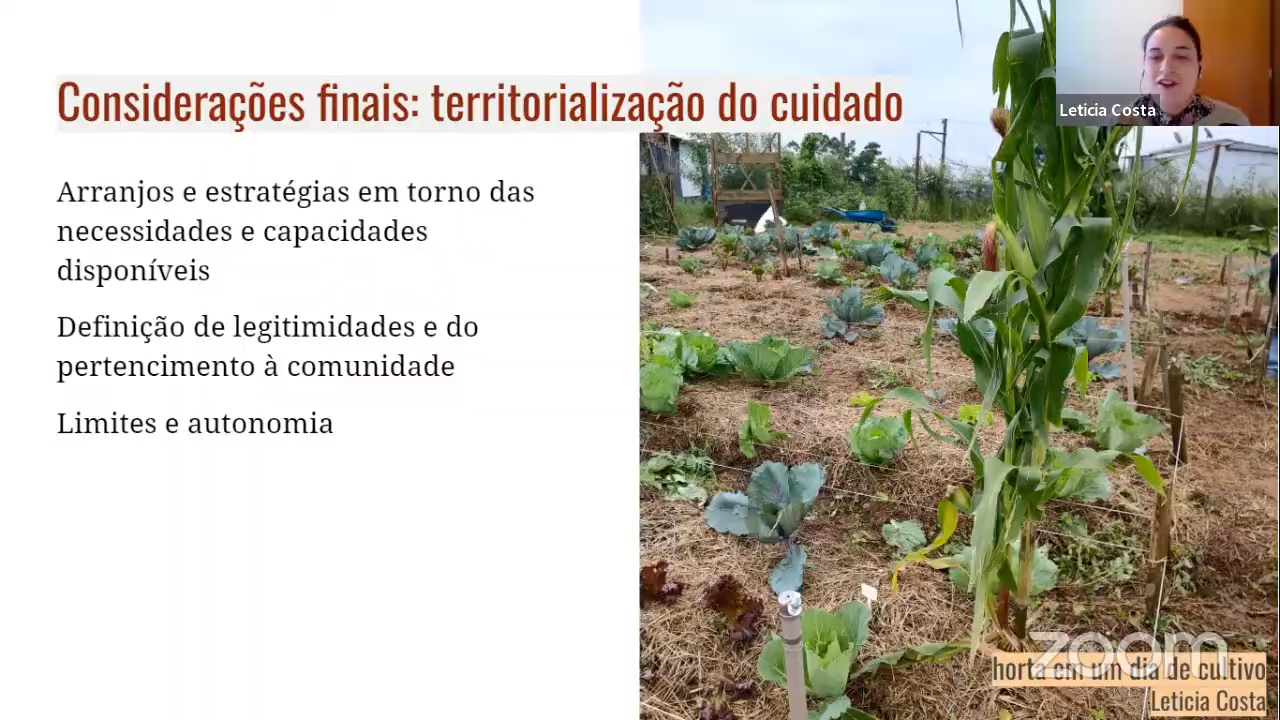 Considerações finais: territorialização do cuidado
Leticia Costa
Arranjos e estratégias em torno das
necessidades e capacidades
disponíveis
Definição de legitimidades e do
pertencimento à comunidade
Limites e autonomia
zoom
horta em um dia de cultivo
Leticia Costa